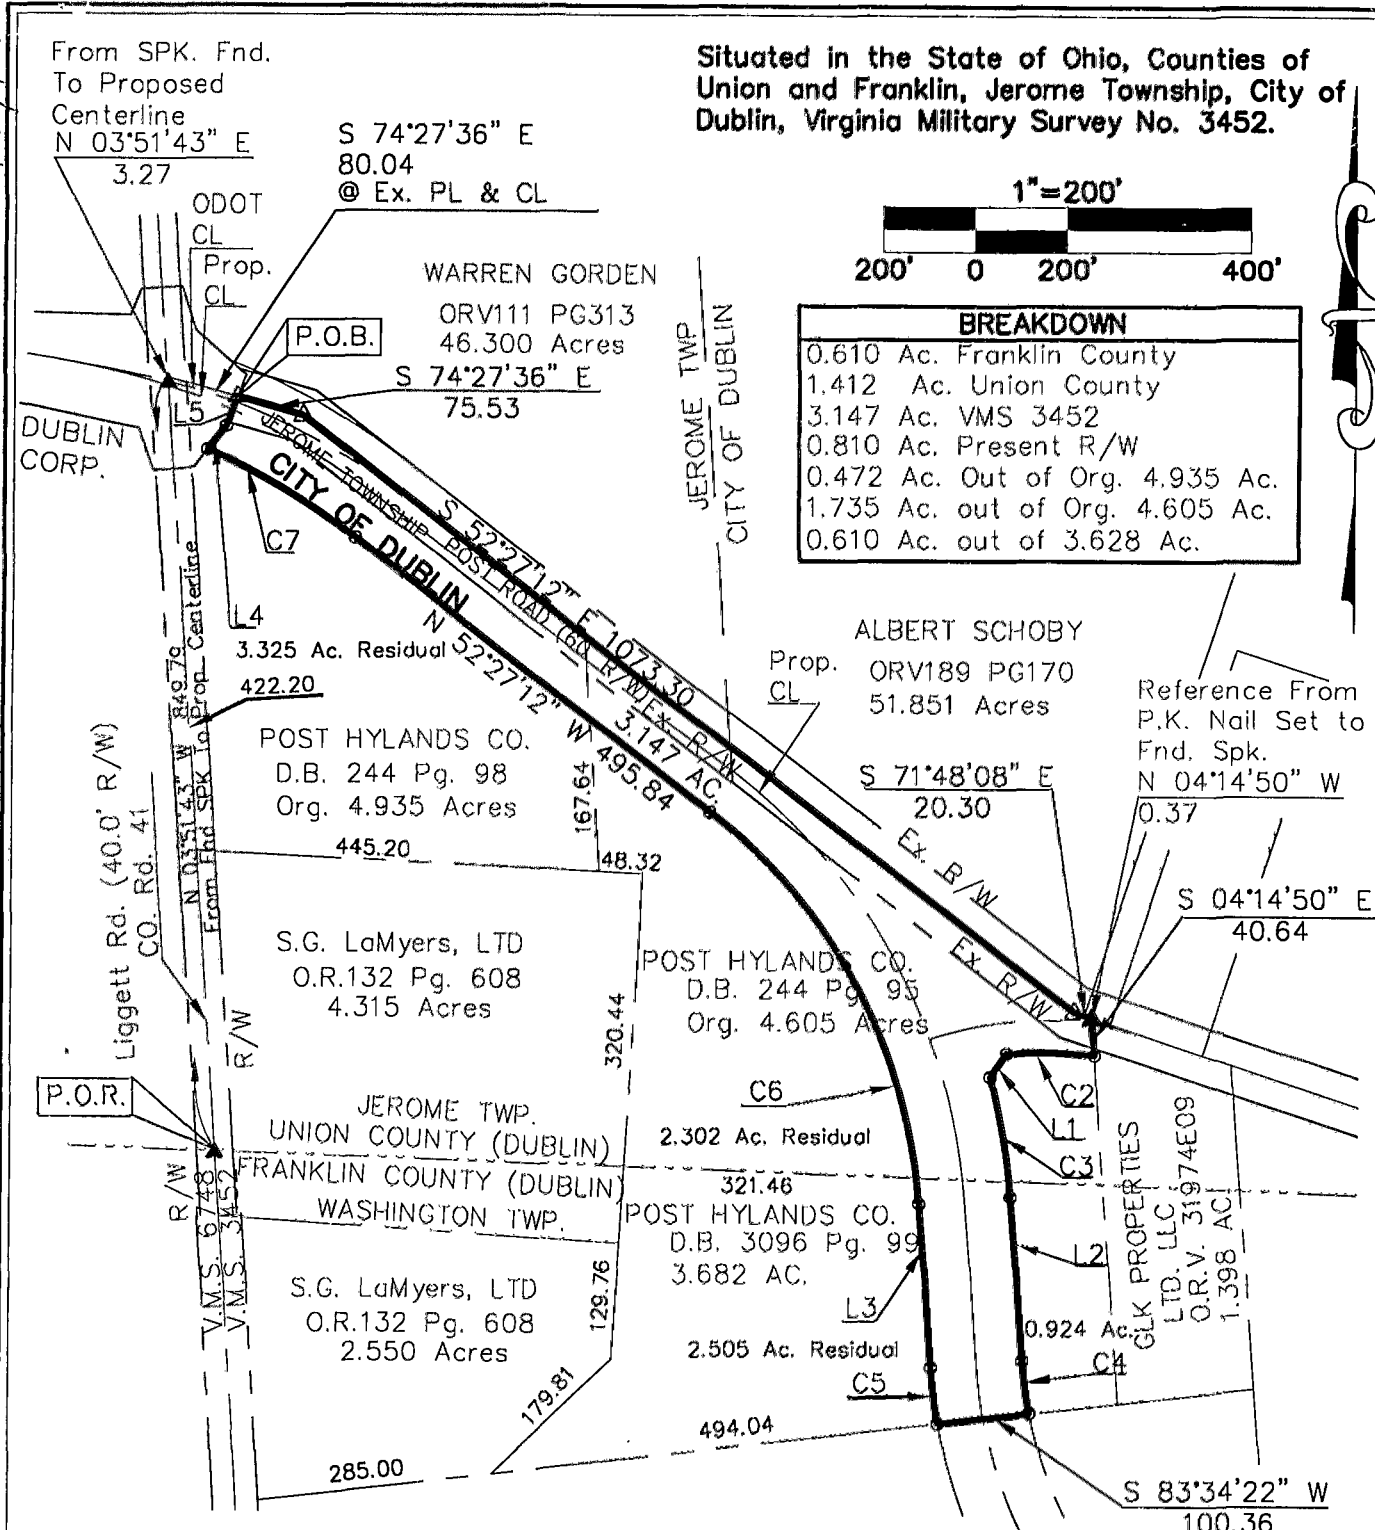 From SPK. Fnd.
To Proposed
Centerline
N 03°51'43" E
3.27
S 74°27'36" E
80.04
@ Ex. PL & CL
Situated in the State of Ohio, Counties of
Union and Franklin, Jerome Township, City of
Dublin, Virginia Military Survey No. 3452.
1"=200'
200' 0 200' 400'
ODOT
CL
Prop.
CL
WARREN GORDEN
ORV111 PG313
46.300 Acres
P.O.B.
S 74°27'36" E
75.53
JEROME TWP
CITY OF DUBLIN
BREAKDOWN
0.610 Ac. Franklin County
1.412 Ac. Union County
3.147 Ac. VMS 3452
0.810 Ac. Present R/W
0.472 Ac. Out of Org. 4.935 Ac.
1.735 Ac. out of Org. 4.605 Ac.
0.610 Ac. out of 3.628 Ac.
L5
DUBLIN
CORP.
JEROME TOWNSHIP POST ROAD (60' R/W)
CITY OF DUBLIN
S 52°27'12" E 1073.30
N 52°27'12" W 495.84
3.147 AC.
Ex. R/W
C7
L4
3.325 Ac. Residual
422.20
849.79
N 03°51'43" W
From Fnd SPK To Prop. Centerline
Liggett Rd. (40.0' R/W)
CO. Rd. 41
POST HYLANDS CO.
D.B. 244 Pg. 98
Org. 4.935 Acres
167.64
445.20
48.32
ALBERT SCHOBY
ORV189 PG170
51.851 Acres
Prop.
CL
Reference From
P.K. Nail Set to
Fnd. Spk.
N 04°14'50" W
0.37
S 71°48'08" E
20.30
Ex. R/W
Ex. R/W
S 04°14'50" E
40.64
S.G. LaMyers, LTD
O.R.132 Pg. 608
4.315 Acres
R/W
320.44
POST HYLANDS CO.
D.B. 244 Pg. 95
Org. 4.605 Acres
P.O.R.
C6
C2
L1
C3
2.302 Ac. Residual
JEROME TWP.
UNION COUNTY (DUBLIN)
FRANKLIN COUNTY (DUBLIN)
WASHINGTON TWP.
321.46
R/W
V.M.S. 6748
V.M.S. 3452
POST HYLANDS CO.
D.B. 3096 Pg. 99
3.682 AC.
L2
L3
129.76
S.G. LaMyers, LTD
O.R.132 Pg. 608
2.550 Acres
2.505 Ac. Residual
0.924 Ac.
C5
C4
GLK PROPERTIES
LTD. LLC
O.R.V. 31974E09
1.398 AC.
179.81
494.04
285.00
S 83°34'22" W
100.36